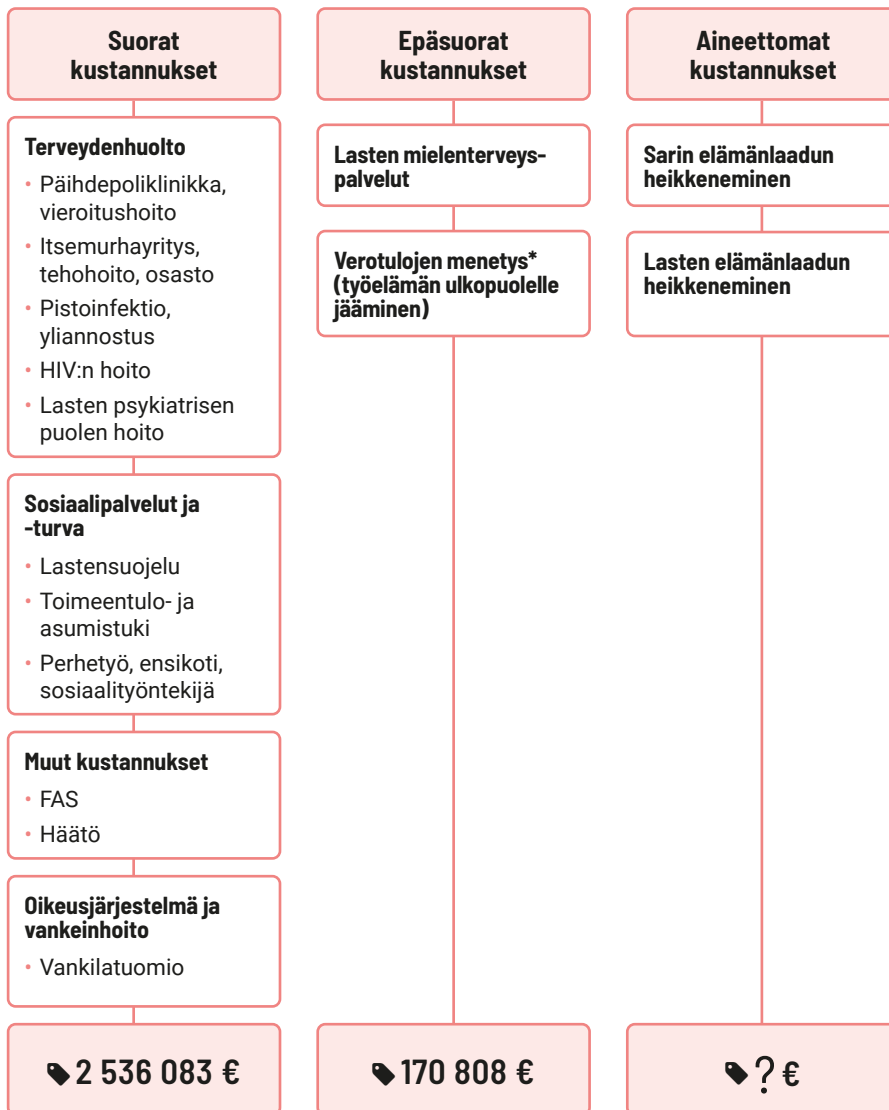 Suorat
kustannukset
Terveydenhuolto
• Päihdepoliklinikka,
vieroitushoito
• Itsemurhayritys,
tehohoito, osasto
• Pistoinfektio,
yliannostus
• HIV:n hoito
• Lasten psykiatrisen
puolen hoito
Sosiaalipalvelut ja
-turva
• Lastensuojelu
• Toimeentulo- ja
asumistuki
• Perhetyö, ensikoti,
sosiaalityöntekijä
Muut kustannukset
• FAS
• Häätö
Oikeusjärjestelmä ja
vankeinhoito
• Vankilatuomio
2 536 083 €
Epäsuorat
kustannukset
Lasten mielenterveys-
palvelut
Verotulojen menetys*
(työelämän ulkopuolelle
jääminen)
170 808 €
Aineettomat
kustannukset
Sarin elämänlaadun
heikkeneminen
Lasten elämänlaadun
heikkeneminen
? €